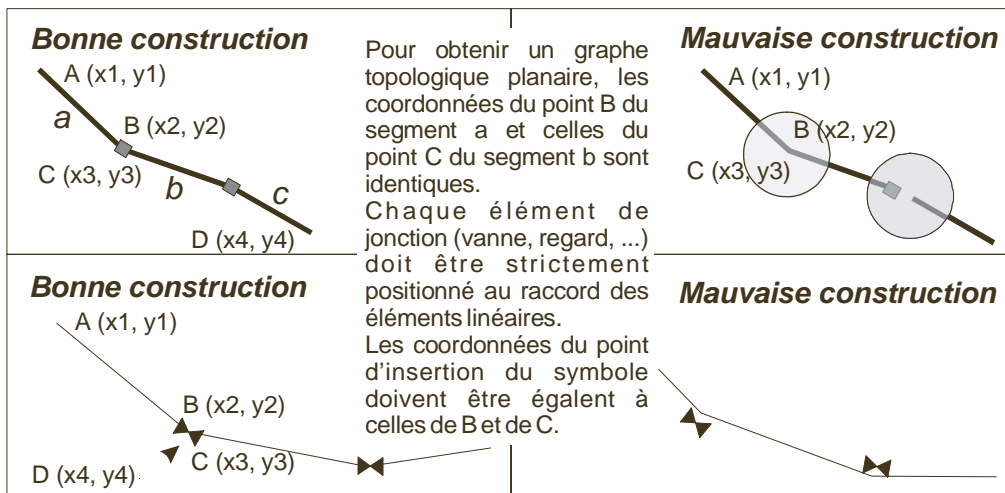 Bonne construction
A (x1, y1)
a
B (x2, y2)
C (x3, y3)
b
c
D (x4, y4)
Pour obtenir un graphe
topologique planaire, les
coordonnées du point B du
segment a et celles du
point C du segment b sont
identiques.
Chaque élément de
jonction (vanne, regard, ...)
doit être strictement
positionné au raccord des
éléments linéaires.
Les coordonnées du point
d'insertion du symbole
doivent être égalent à
celles de B et de C.
Mauvaise construction
A (x1, y1)
B (x2, y2)
C (x3, y3)
Bonne construction
A (x1, y1)
B (x2, y2)
C (x3, y3)
D (x4, y4)
Mauvaise construction